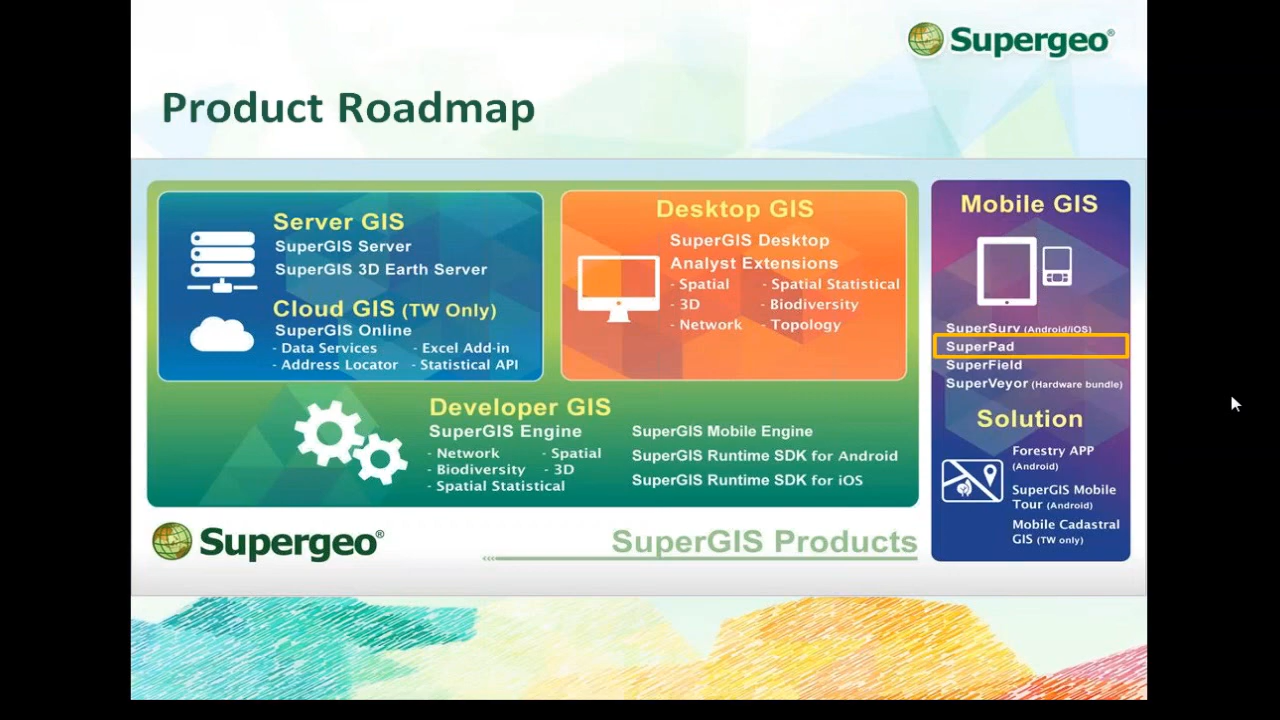 Supergeo®
Product Roadmap
Server GIS
SuperGIS Server
SuperGIS 3D Earth Server
Cloud GIS (TW Only)
SuperGIS Online
- Data Services - Excel Add-in
- Address Locator - Statistical API
Desktop GIS
SuperGIS Desktop
Analyst Extensions
- Spatial - Spatial Statistical
- 3D - Biodiversity
- Network - Topology
Developer GIS
SuperGIS Engine
- Network - Spatial
- Biodiversity - 3D
- Spatial Statistical
SuperGIS Mobile Engine
SuperGIS Runtime SDK for Android
SuperGIS Runtime SDK for iOS
Mobile GIS
SuperSurv (Android/iOS)
SuperPad
SuperField
SuperVeyor (Hardware bundle)
Solution
Forestry APP
(Android)
SuperGIS Mobile
Tour (Android)
Mobile Cadastral
GIS (TW only)
Supergeo®
SuperGIS Products